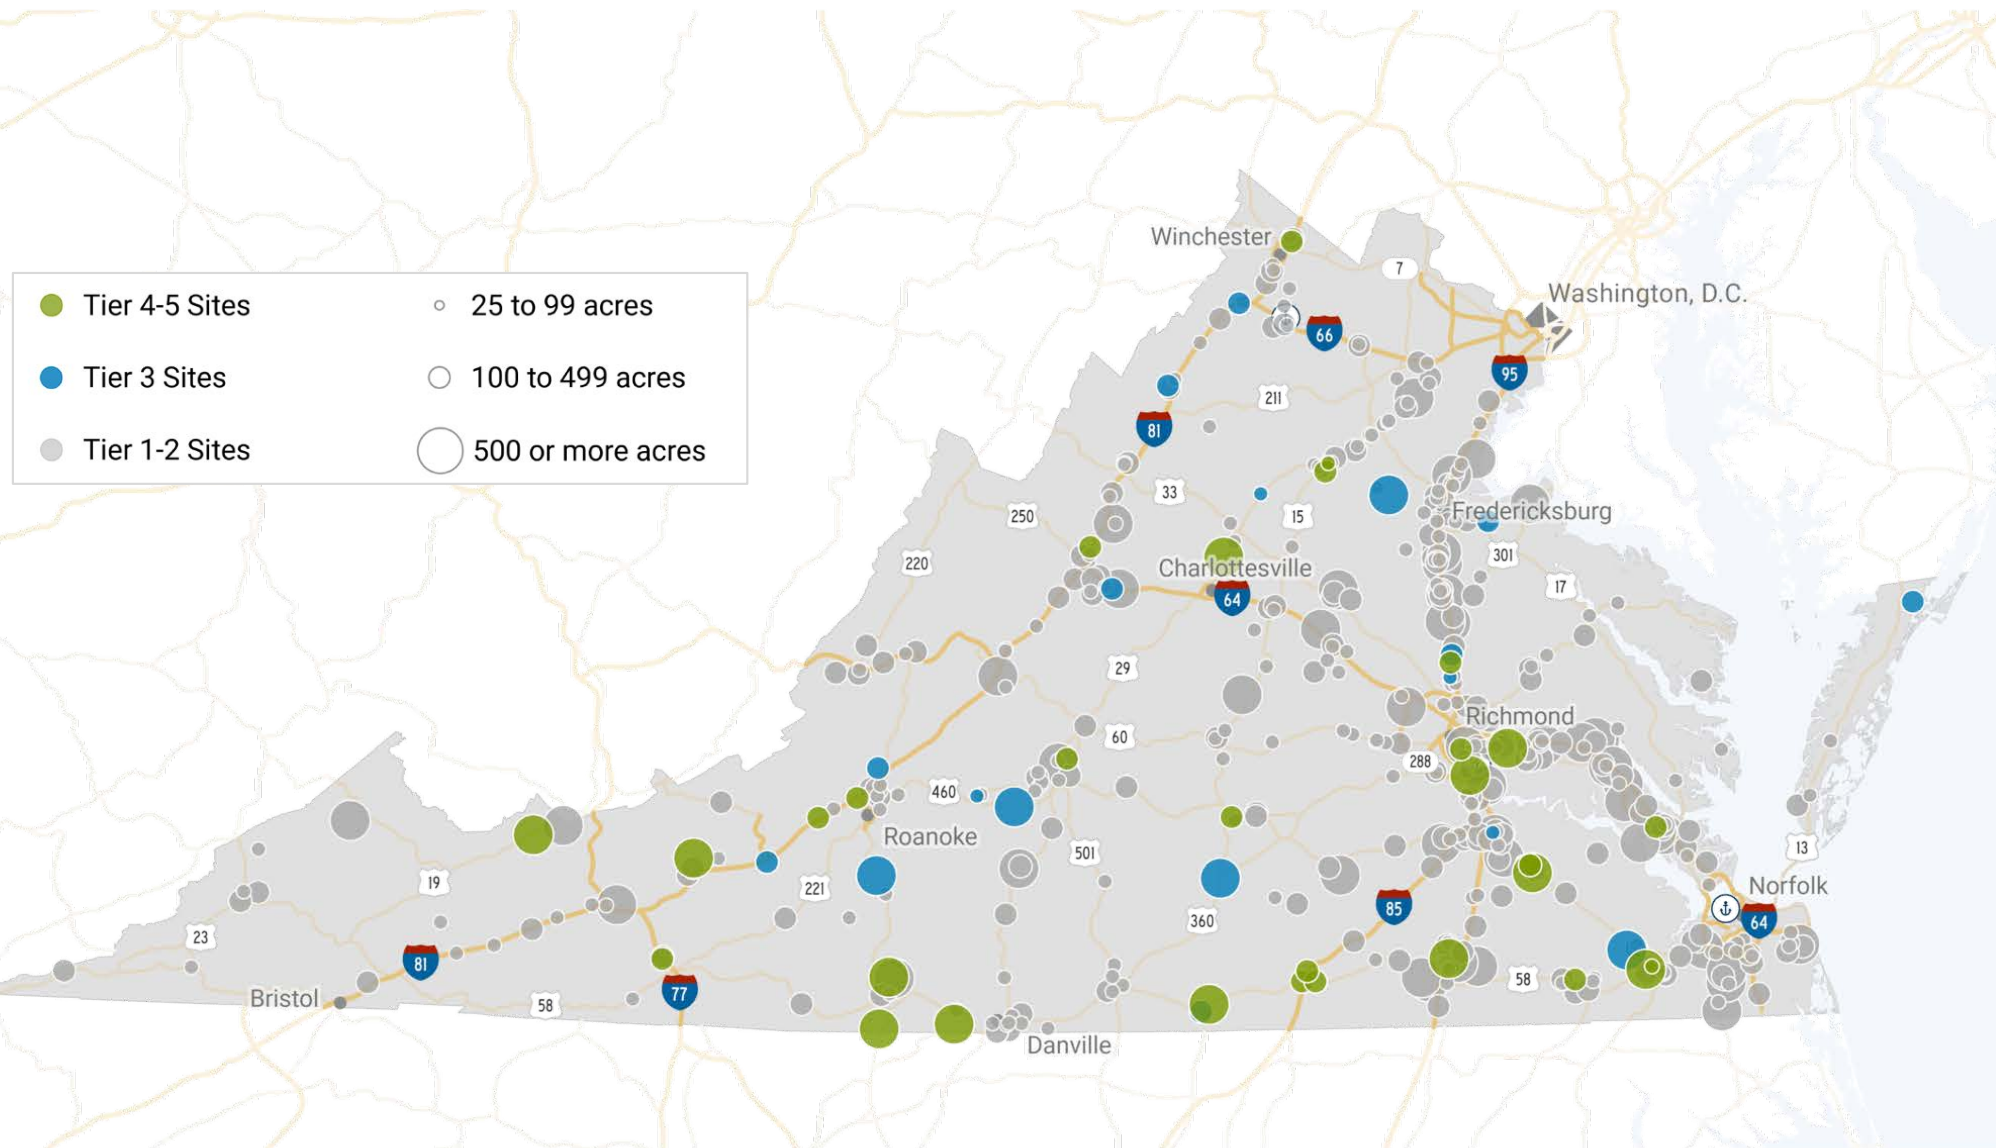 Winchester
7
Washington, D.C.
Tier 4-5 Sites
25 to 99 acres
66
Tier 3 Sites
100 to 499 acres
95
211
81
Tier 1-2 Sites
500 or more acres
33
250
15
Fredericksburg
220
301
Charlottesville
17
64
29
Richmond
60
288
460
Roanoke
501
13
19
221
Norfolk
85
360
64
23
81
58
77
Bristol
58
Danville